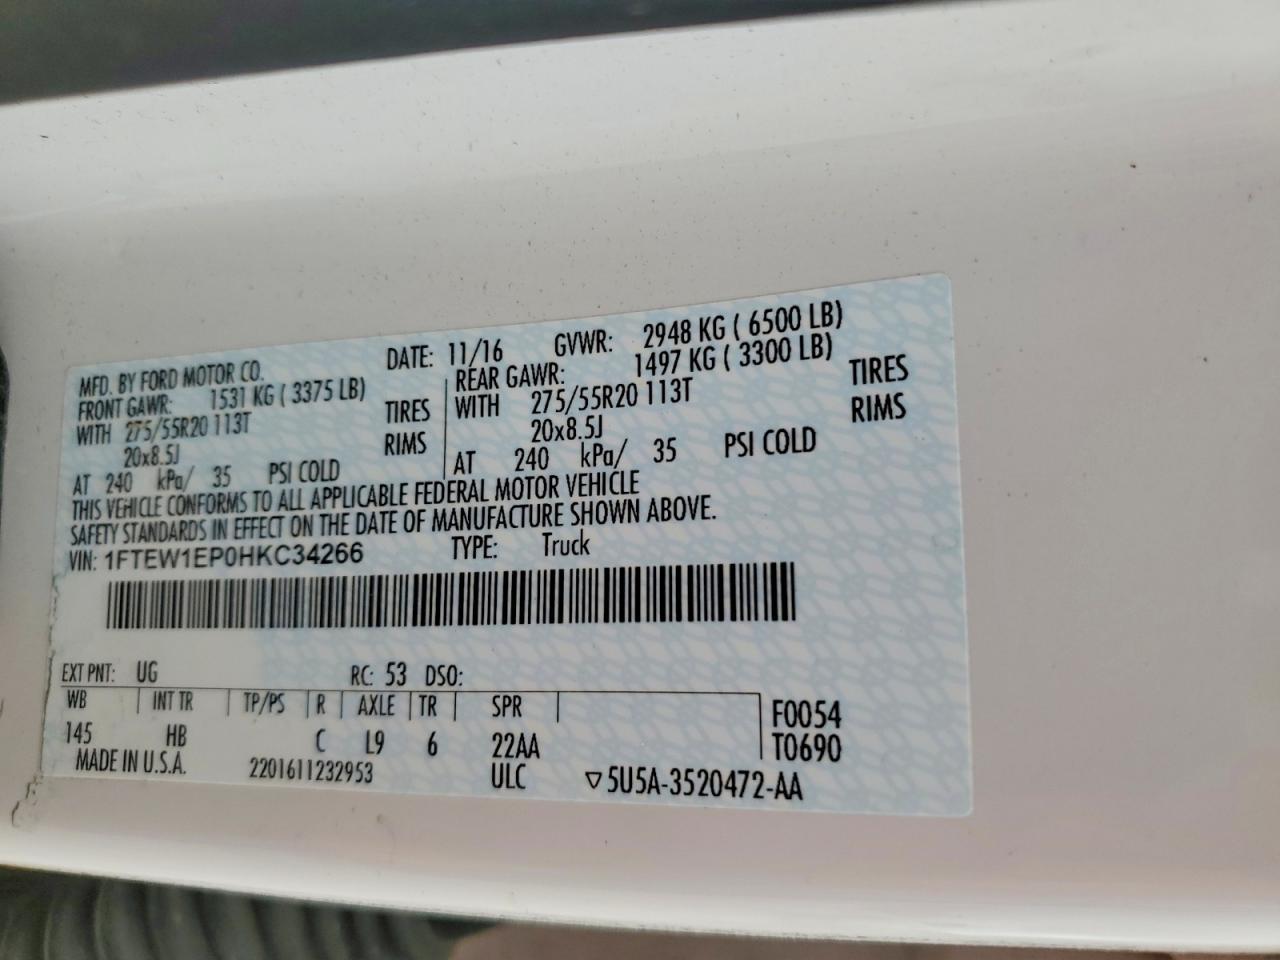 MFD. BY FORD MOTOR CO.
DATE: 11/16 GVWR: 2948 KG ( 6500 LB)
FRONT GAWR: 1531 KG ( 3375 LB) REAR GAWR: 1497 KG ( 3300 LB)
WITH 275/55R20 113T TIRES WITH 275/55R20 113T TIRES
20x8.5J RIMS 20x8.5J RIMS
AT 240 kPa/ 35 PSI COLD AT 240 kPa/ 35 PSI COLD
THIS VEHICLE CONFORMS TO ALL APPLICABLE FEDERAL MOTOR VEHICLE
SAFETY STANDARDS IN EFFECT ON THE DATE OF MANUFACTURE SHOWN ABOVE.
VIN: 1FTEW1EP0HKC34266 TYPE: Truck
EXT PNT: UG RC: 53 DSO:
WB INT TR TP/PS R AXLE TR SPR F0054
145 HB C L9 6 22AA T0690
MADE IN U.S.A. 2201611232953 ULC ▽5U5A-3520472-AA